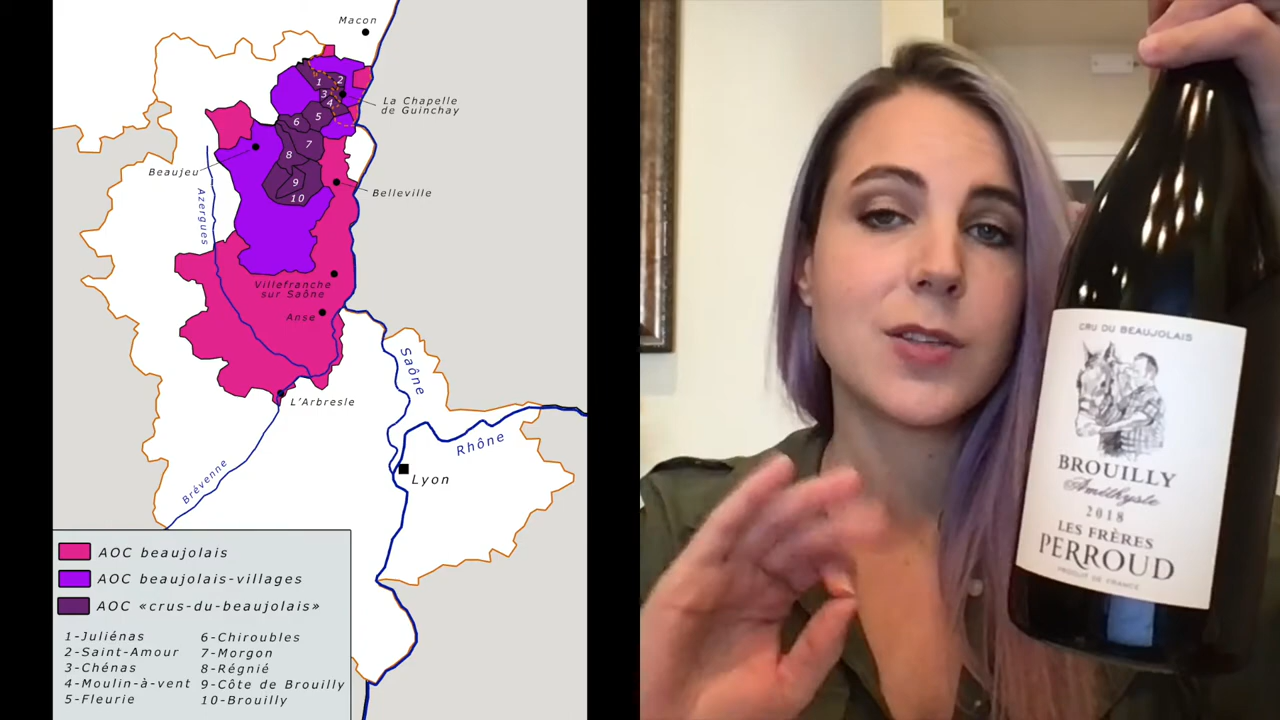 Macon
La Chapelle
de Guinchay
1
2
3
4
5
6
7
8
9
10
Beaujeu
Azergues
Belleville
Villefranche
sur Saône
Anse
L'Arbresle
Saône
Rhône
Lyon
Brévenne
AOC beaujolais
AOC beaujolais-villages
AOC «crus-du-beaujolais»
1-Juliénas
2-Saint-Amour
3-Chénas
4-Moulin-à-vent
5-Fleurie
6-Chiroubles
7-Morgon
8-Régnié
9-Côte de Brouilly
10-Brouilly
CRU DU BEAUJOLAIS
BROUILLY
Améthyste
2018
LES FRÈRES
PERROUD
PRODUIT DE FRANCE